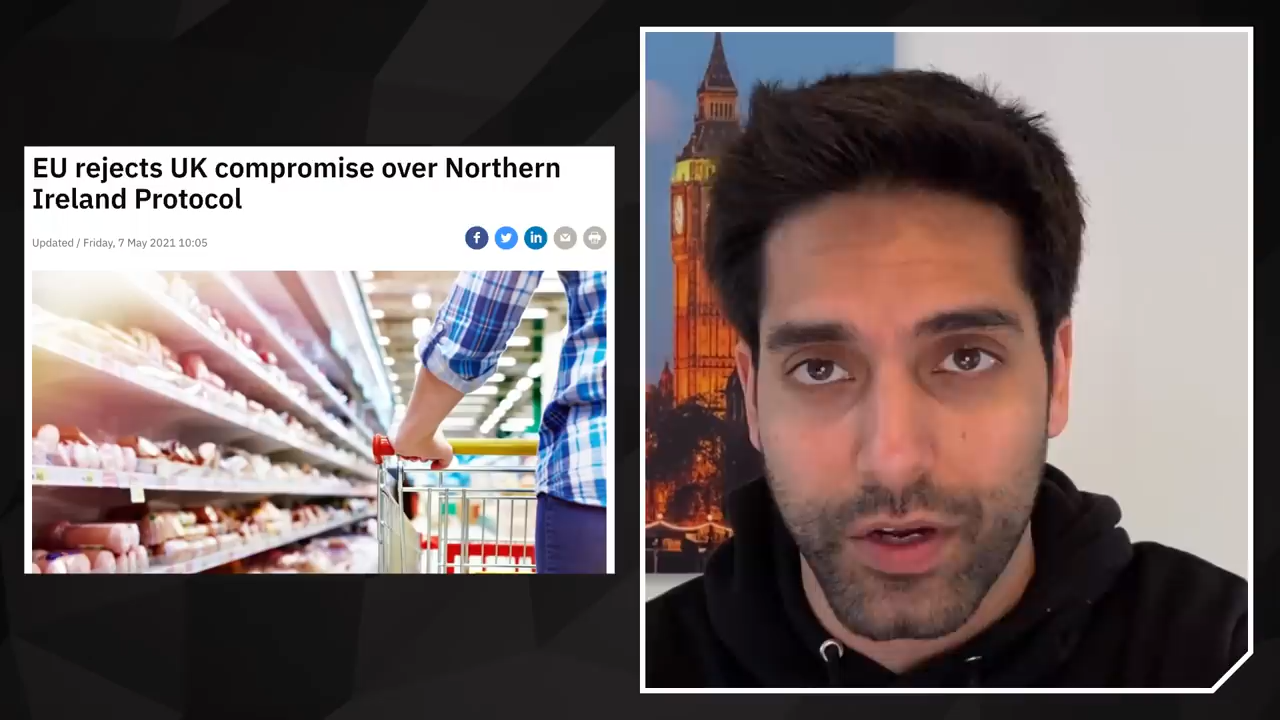 EU rejects UK compromise over Northern
Ireland Protocol
Updated / Friday, 7 May 2021 10:05